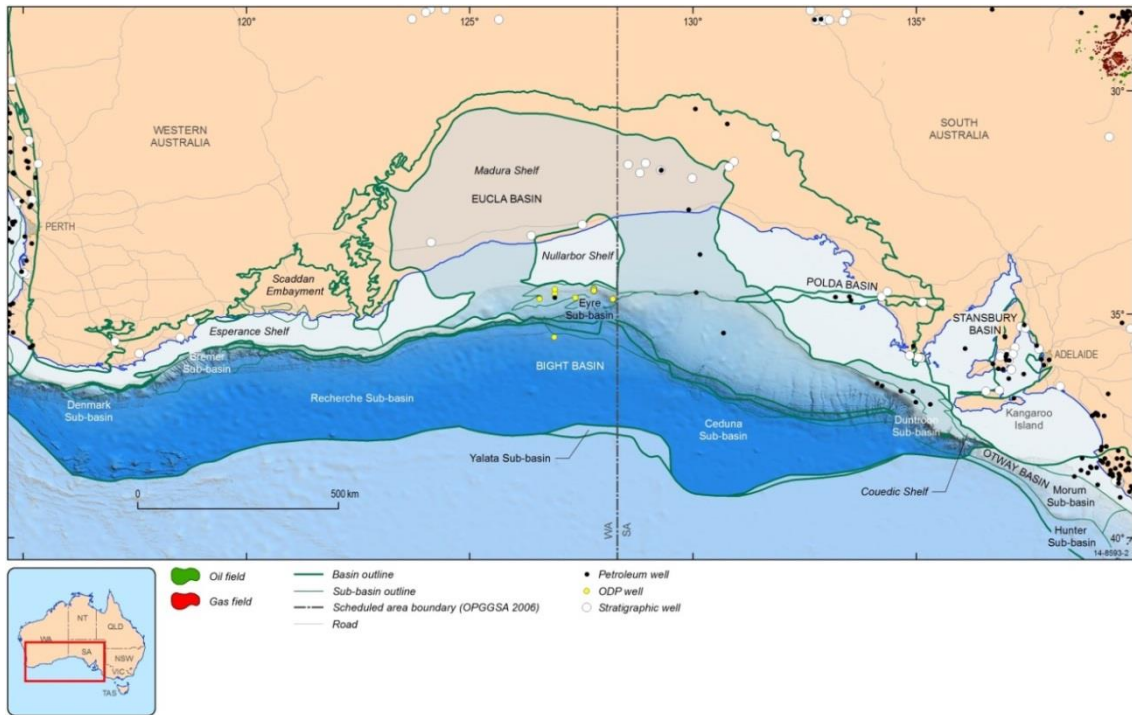 120°
125°
130°
135°
30°
WESTERN
AUSTRALIA
SOUTH
AUSTRALIA
Madura Shelf
EUCLA BASIN
PERTH
Nullarbor Shelf
Scaddan
Embayment
POLDA BASIN
Eyre
Sub-basin
STANSBURY
BASIN
35°
Esperance Shelf
ADELAIDE
Bremer
Sub-basin
BIGHT BASIN
Denmark
Sub-basin
Recherche Sub-basin
Kangaroo
Island
Duntroon
Sub-basin
Ceduna
Sub-basin
Yalata Sub-basin
OTWAY BASIN
Couedic Shelf
Morum
Sub-basin
0 500 km
Hunter
Sub-basin
WA
SA
40°
14-8593-2
Oil field
Gas field
Basin outline
Sub-basin outline
Scheduled area boundary (OPGGSA 2006)
Road
Petroleum well
ODP well
Stratigraphic well
NT
QLD
WA
SA
NSW
VIC
TAS